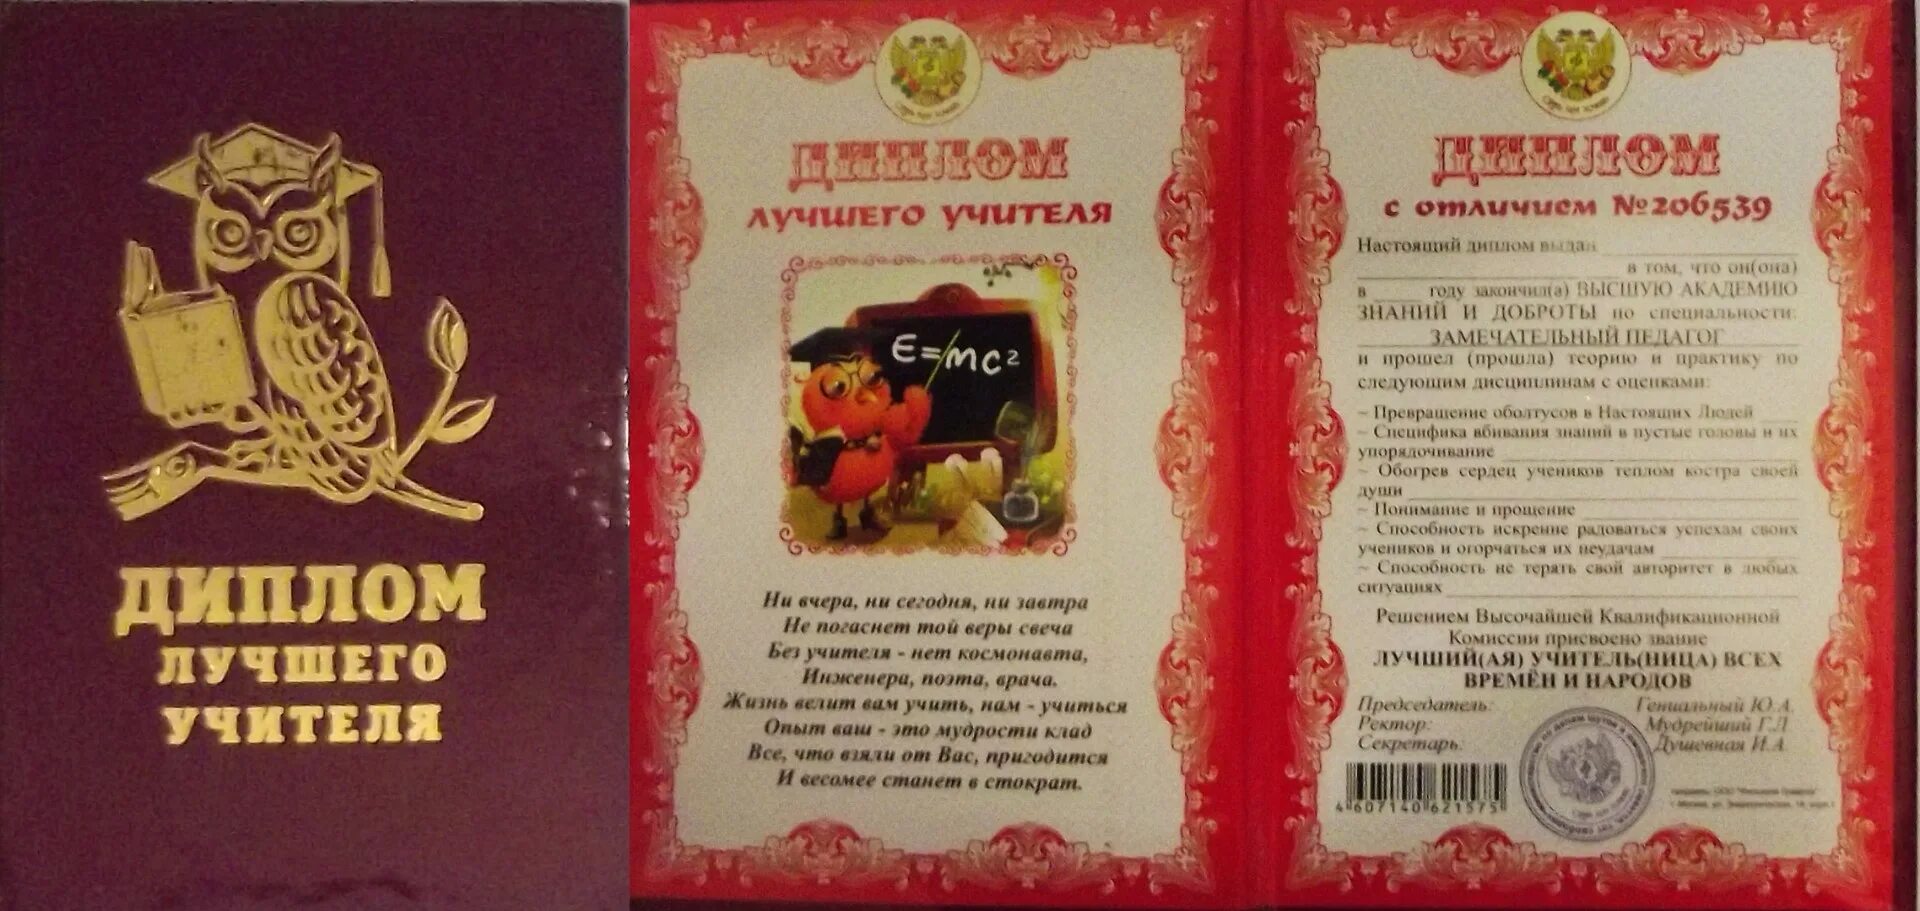 ДИПЛОМ
ЛУЧШЕГО
УЧИТЕЛЯ
ДИПЛОМ
ЛУЧШЕГО УЧИТЕЛЯ
E=mc²
Ни вчера, ни сегодня, ни завтра
Не погаснет той веры свеча
Без учителя - нет космонавта,
Инженера, поэта, врача.
Жизнь велит вам учить, нам - учиться
Опыт ваш - это мудрости клад
Все, что взяли от Вас, пригодится
И весомее станет в стократ.
ДИПЛОМ
с отличием №206539
Настоящий диплом выдан
в том, что он(она)
в ____ году закончил(а) ВЫСШУЮ АКАДЕМИЮ
ЗНАНИЙ И ДОБРОТЫ по специальности:
ЗАМЕЧАТЕЛЬНЫЙ ПЕДАГОГ
и прошел (прошла) теорию и практику по
следующим дисциплинам с оценками:
~ Превращение оболтусов в Настоящих Людей
~ Специфика вбивания знаний в пустые головы и их
упорядочивание
~ Обогрев сердец учеников теплом костра своей
души
~ Понимание и прощение
~ Способность искренне радоваться успехам своих
учеников и огорчаться их неудачам
~ Способность не терять свой авторитет в любых
ситуациях
Решением Высочайшей Квалификационной
Комиссии присвоено звание
ЛУЧШИЙ(АЯ) УЧИТЕЛЬ(НИЦА) ВСЕХ
ВРЕМЁН И НАРОДОВ
Председатель: Гениальный Ю.А.
Ректор: Мудрейший Г.Л
Секретарь: Душевная И.А.
4607140621575